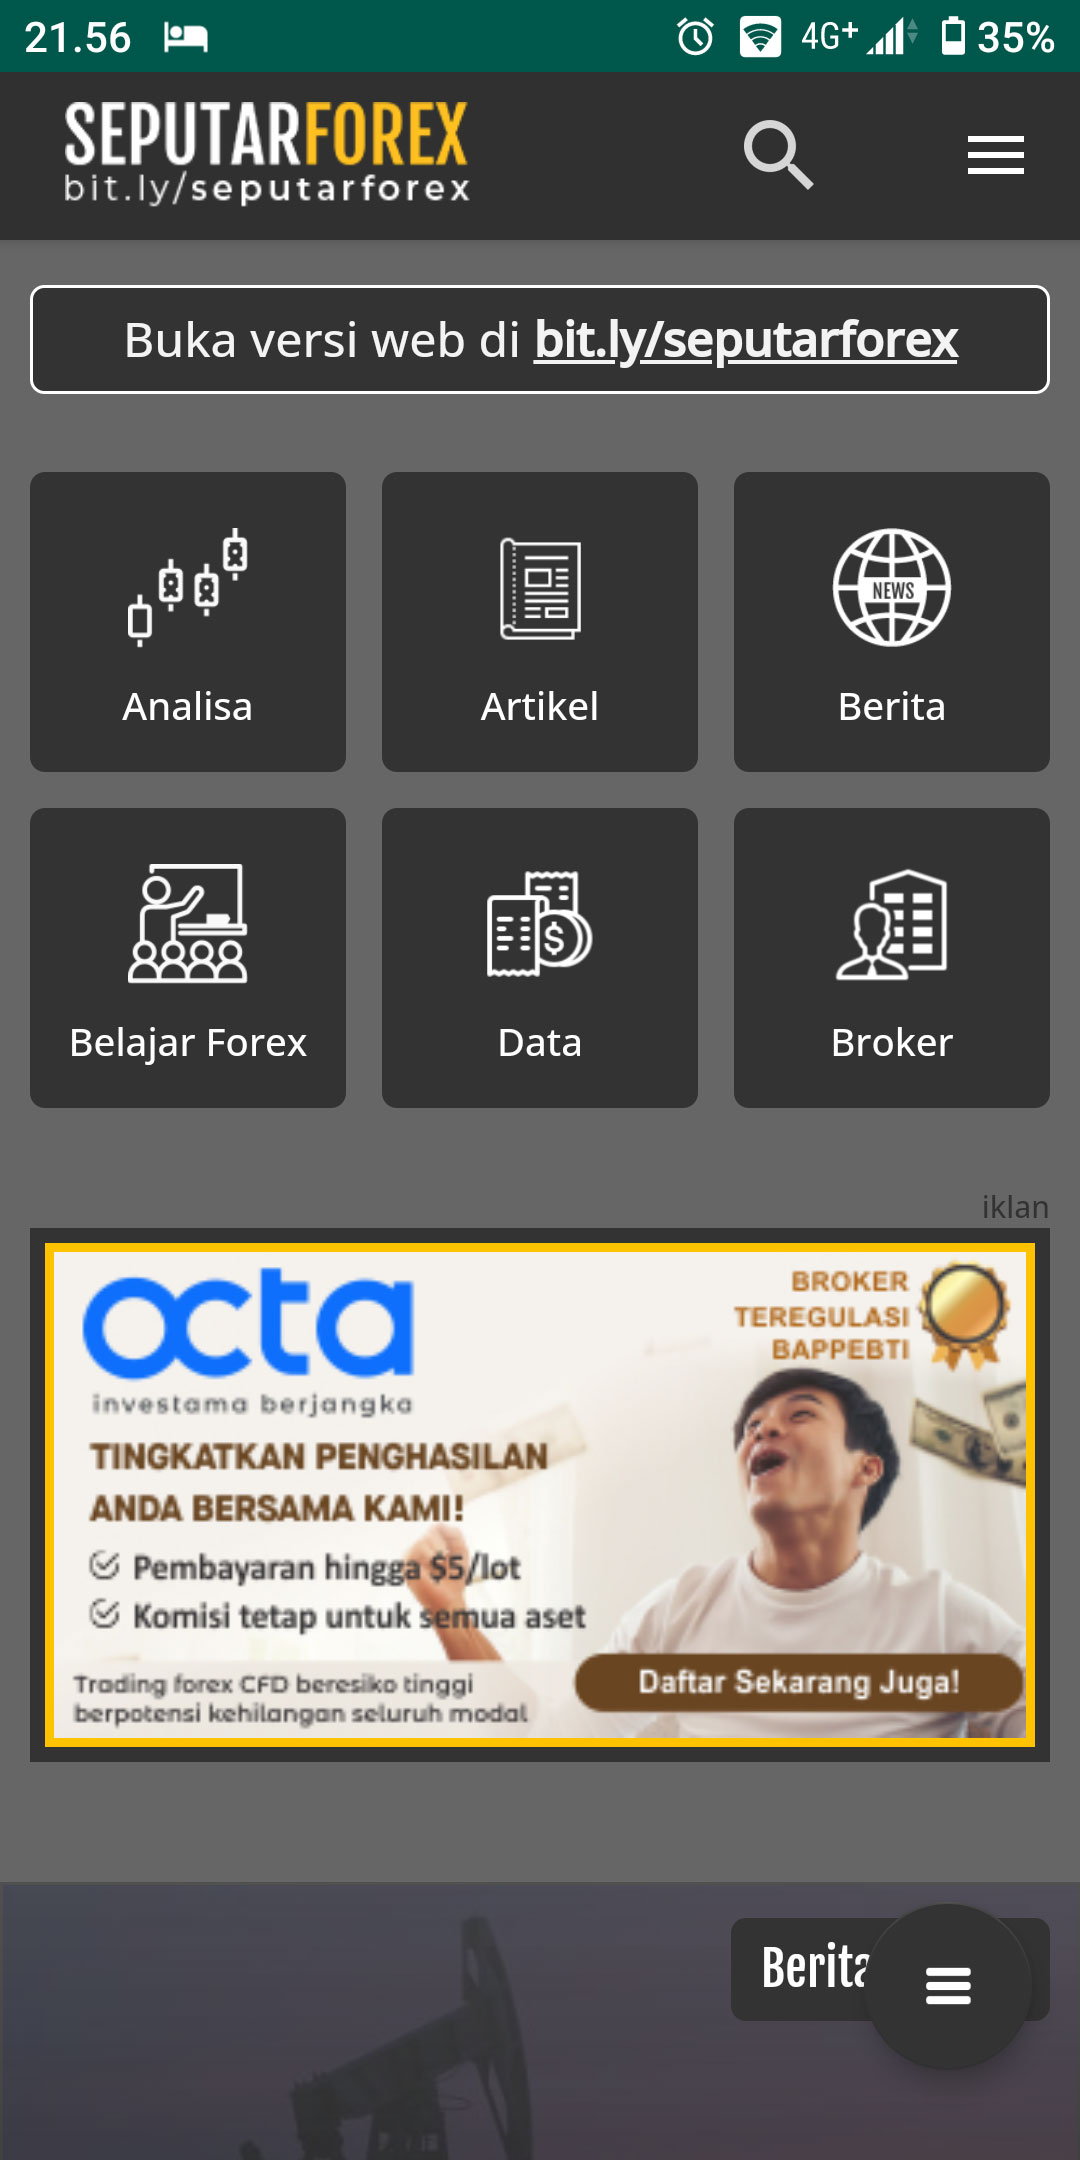 21.56
4G+ 35%
SEPUTARFOREX
bit.ly/seputarforex
Buka versi web di bit.ly/seputarforex
Analisa
Artikel
NEWS
Berita
Belajar Forex
$
Data
Broker
iklan
octa
investama berjangka
BROKER
TEREGULASI
BAPPEBTI
TINGKATKAN PENGHASILAN
ANDA BERSAMA KAMI!
Pembayaran hingga $5/lot
Komisi tetap untuk semua aset
Trading forex CFD beresiko tinggi
berpotensi kehilangan seluruh modal
Daftar Sekarang Juga!
Berita